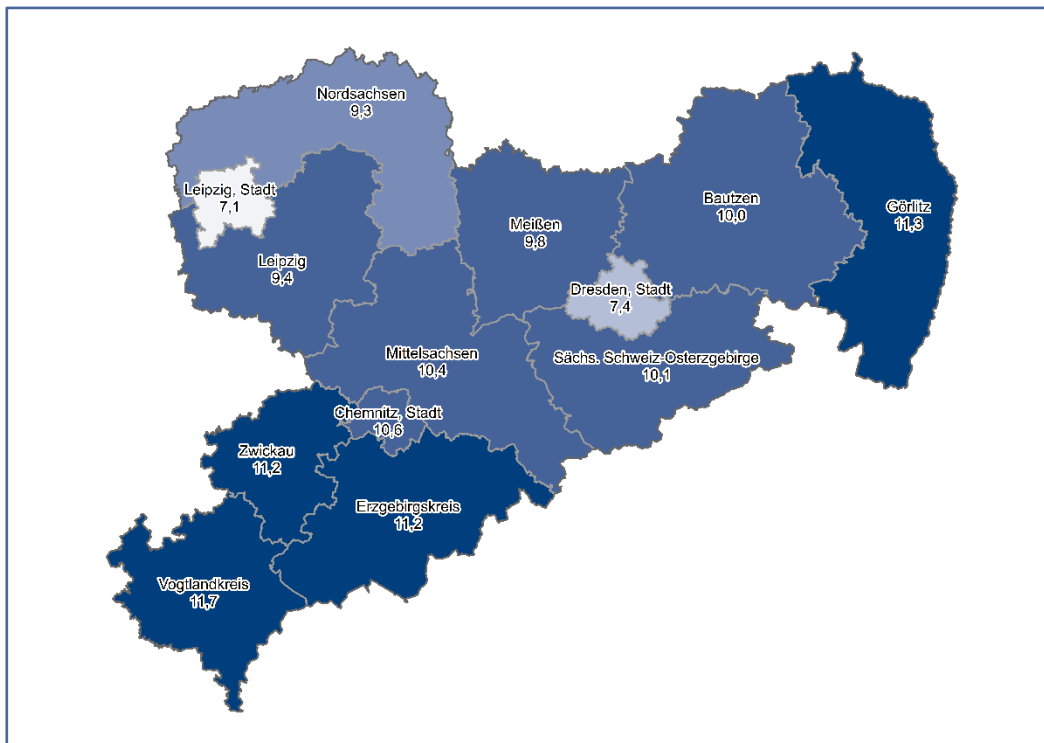 Nordsachsen
9,3
Leipzig, Stadt
7,1
Leipzig
9,4
Meißen
9,8
Bautzen
10,0
Görlitz
11,3
Dresden, Stadt
7,4
Mittelsachsen
10,4
Sächs. Schweiz-Osterzgebirge
10,1
Chemnitz, Stadt
10,6
Zwickau
11,2
Erzgebirgskreis
11,2
Vogtlandkreis
11,7